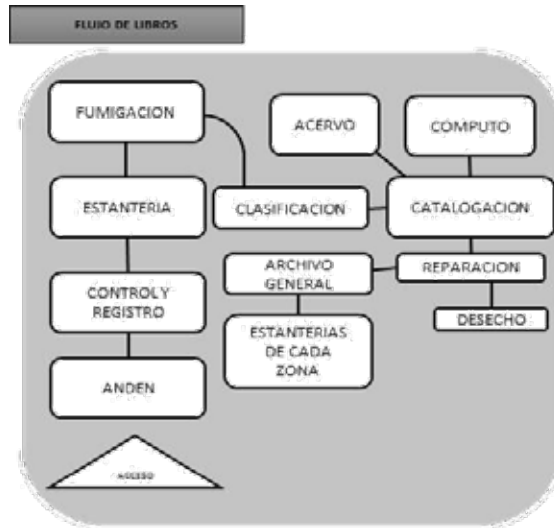 FLUJO DE LIBROS
FUMIGACION
ACERVO
COMPUTO
ESTANTERIA
CLASIFICACION
CATALOGACION
ARCHIVO
GENERAL
REPARACION
CONTROL Y
REGISTRO
DESECHO
ESTANTERIAS
DE CADA
ZONA
ANDEN
ACCESO